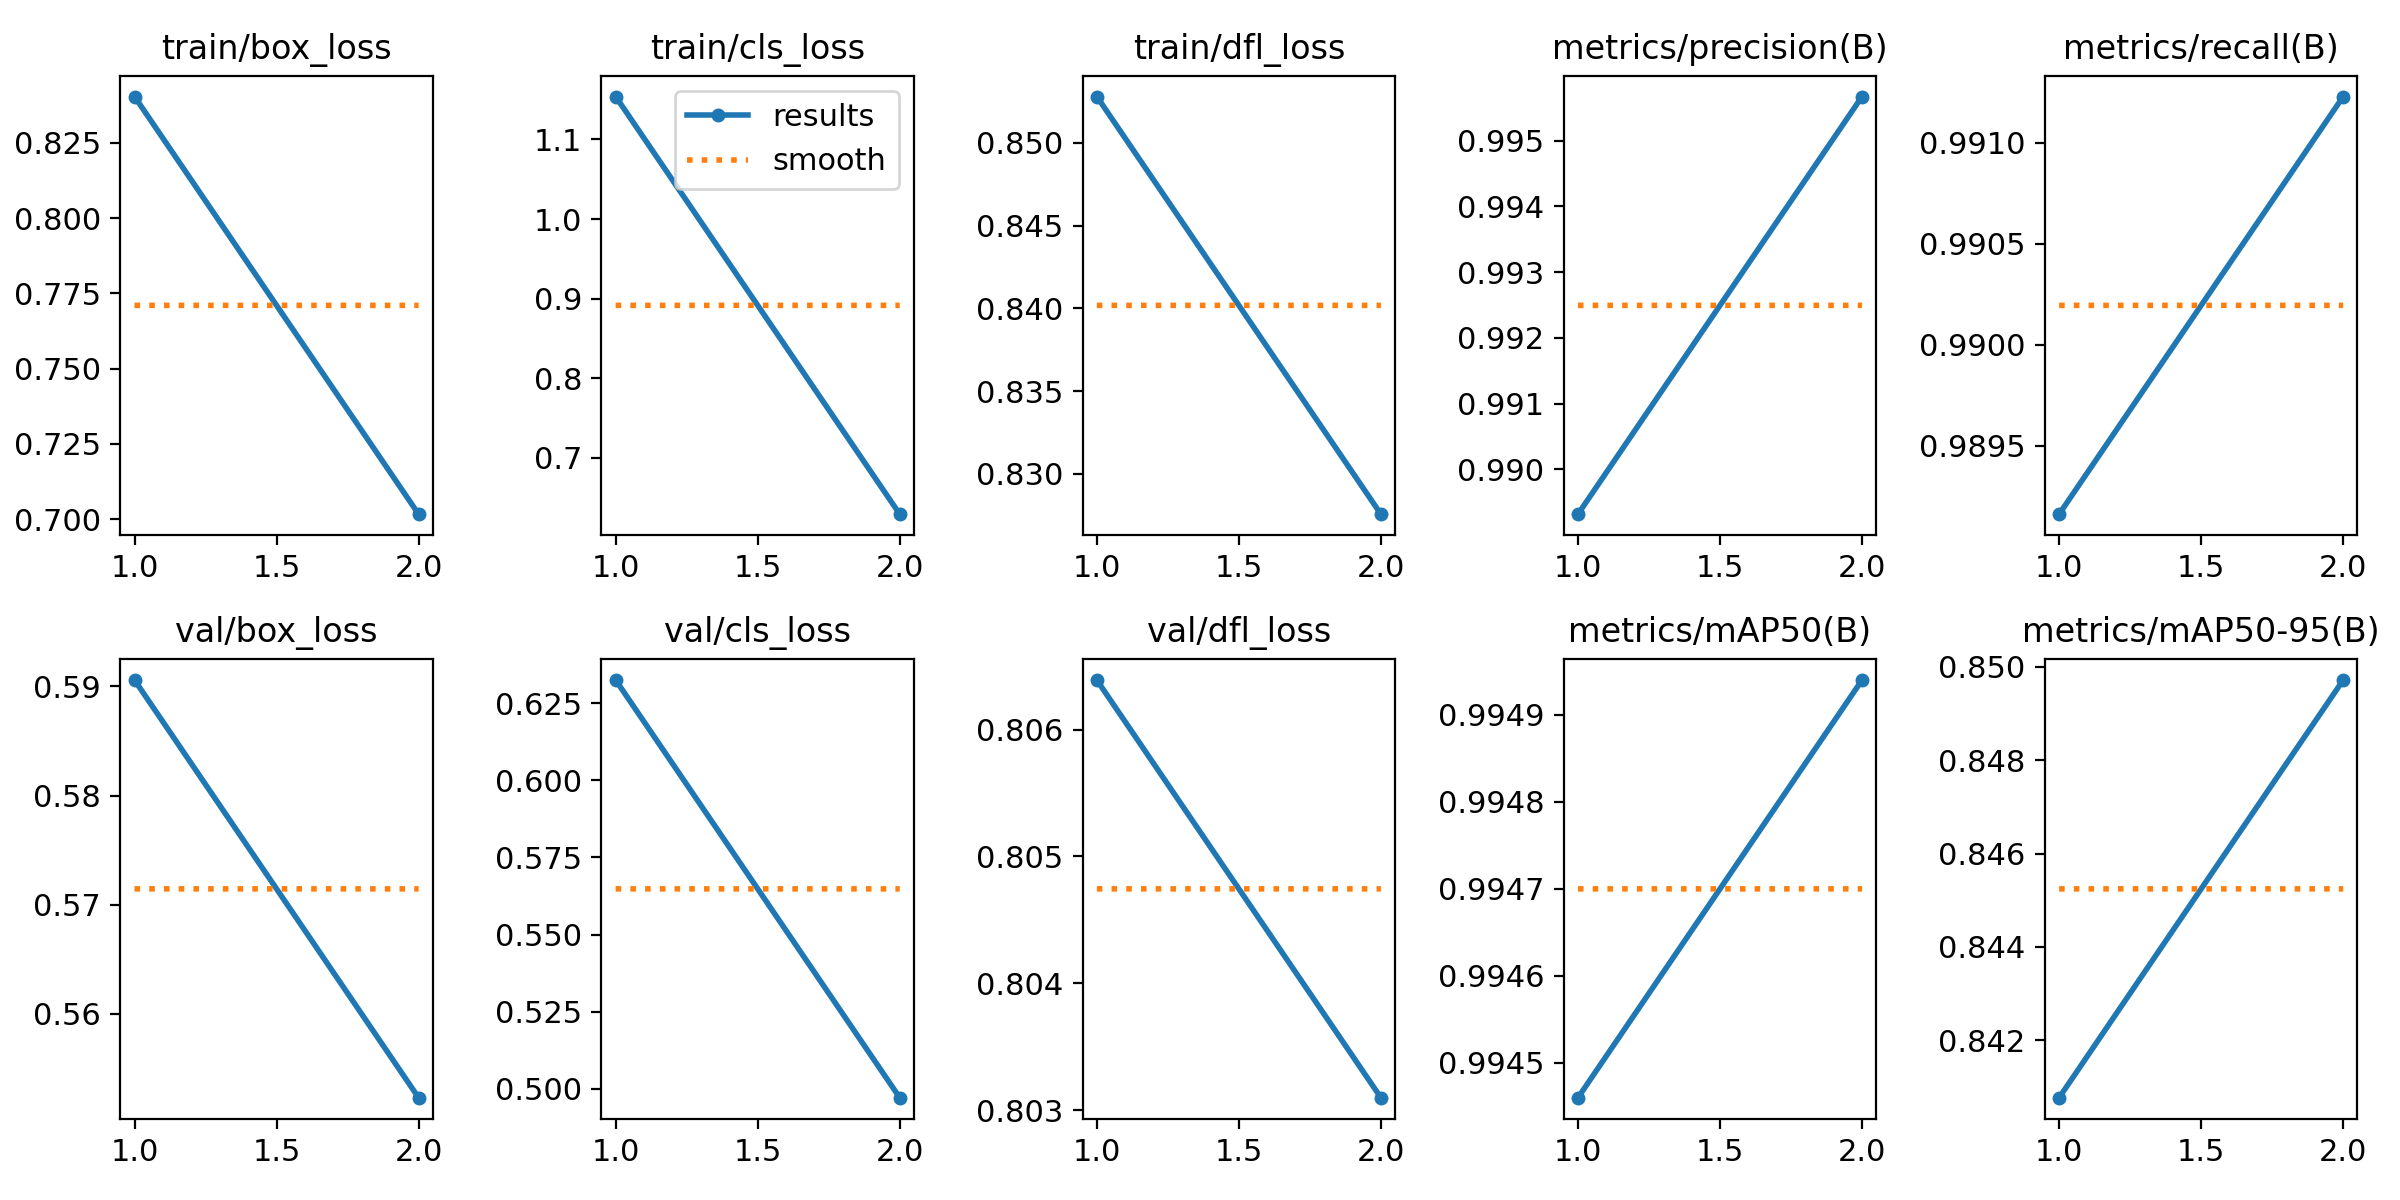 train/box_loss
0.825
0.800
0.775
0.750
0.725
0.700
1.0 1.5 2.0
train/cls_loss
results
smooth
1.1
1.0
0.9
0.8
0.7
1.0 1.5 2.0
train/dfl_loss
0.850
0.845
0.840
0.835
0.830
1.0 1.5 2.0
metrics/precision(B)
0.995
0.994
0.993
0.992
0.991
0.990
1.0 1.5 2.0
metrics/recall(B)
0.9910
0.9905
0.9900
0.9895
1.0 1.5 2.0
val/box_loss
0.59
0.58
0.57
0.56
1.0 1.5 2.0
val/cls_loss
0.625
0.600
0.575
0.550
0.525
0.500
1.0 1.5 2.0
val/dfl_loss
0.806
0.805
0.804
0.803
1.0 1.5 2.0
metrics/mAP50(B)
0.9949
0.9948
0.9947
0.9946
0.9945
1.0 1.5 2.0
metrics/mAP50-95(B)
0.850
0.848
0.846
0.844
0.842
1.0 1.5 2.0